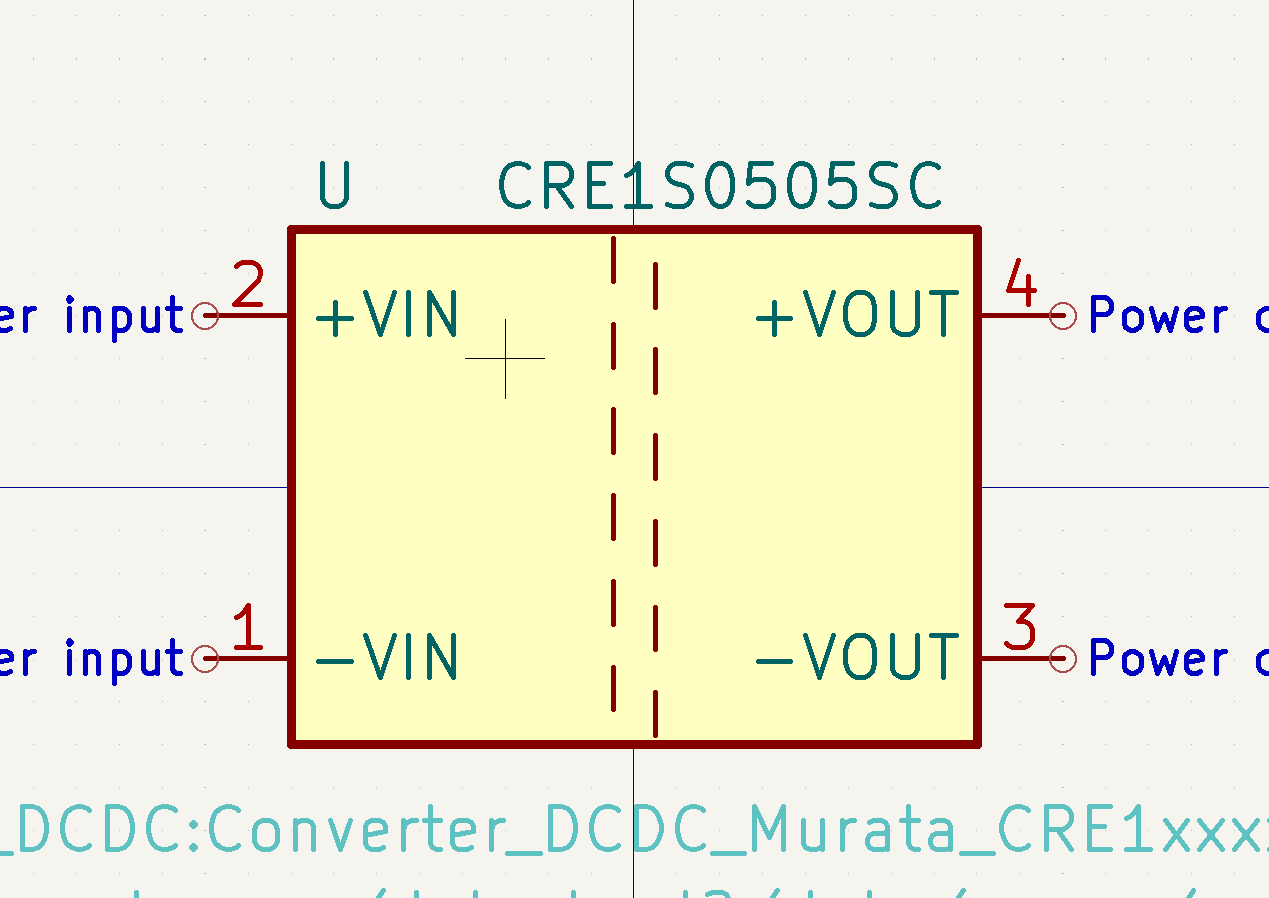 U CRE1S0505SC
er input 2 +VIN +VOUT 4 Power
er input 1 -VIN -VOUT 3 Power
_DCDC:Converter_DCDC_Murata_CRE1xxx